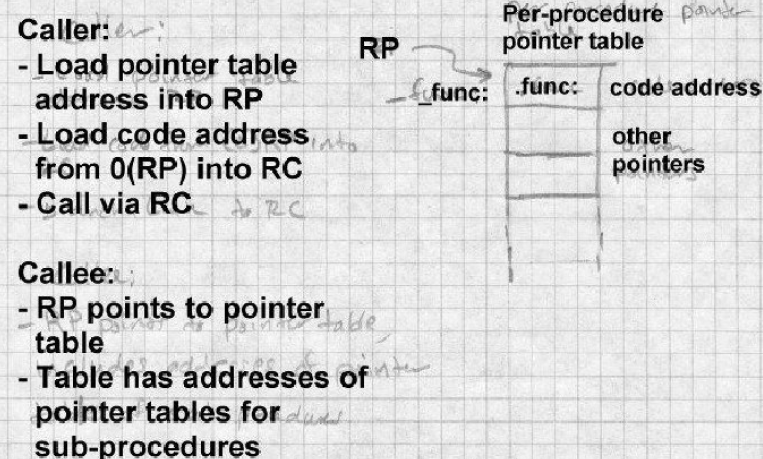 Caller:
- Load pointer table
address into RP
- Load code address
from 0(RP) into RC
- Call via RC
Callee:
- RP points to pointer
table
- Table has addresses of
pointer tables for
sub-procedures
RP
Per-procedure
pointer table
_func:
.func:
code address
other
pointers